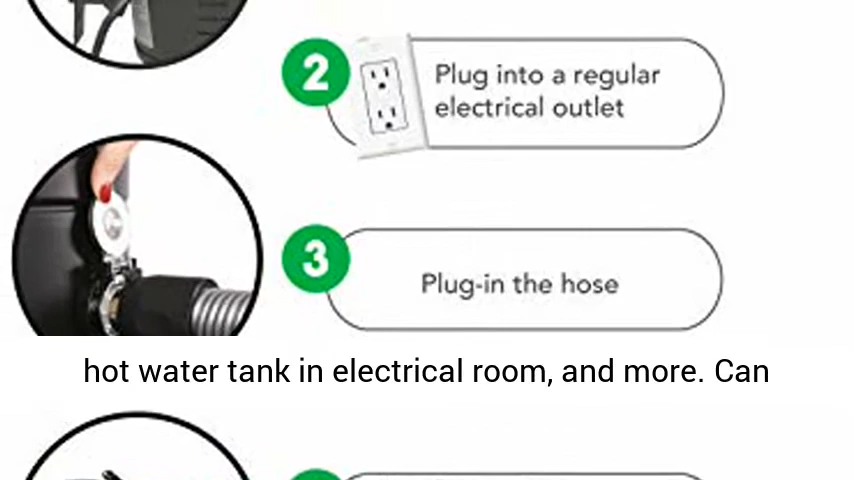 2
Plug into a regular
electrical outlet
3
Plug-in the hose
hot water tank in electrical room, and more. Can